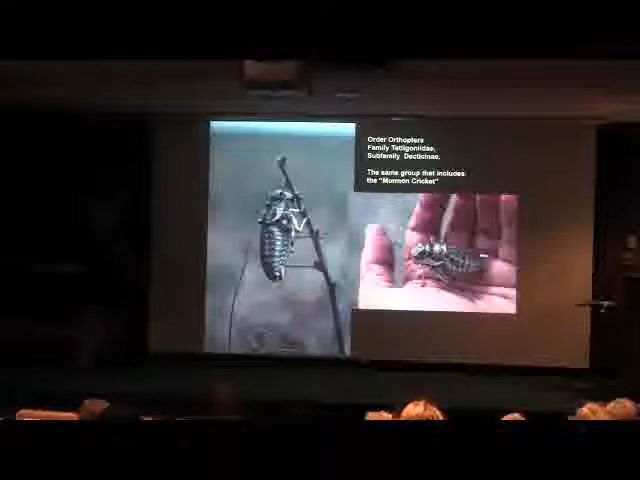 Order Orthoptera
Family Tettigoniidae,
Subfamily Decticinae.
The same group that includes
the "Mormon Cricket"